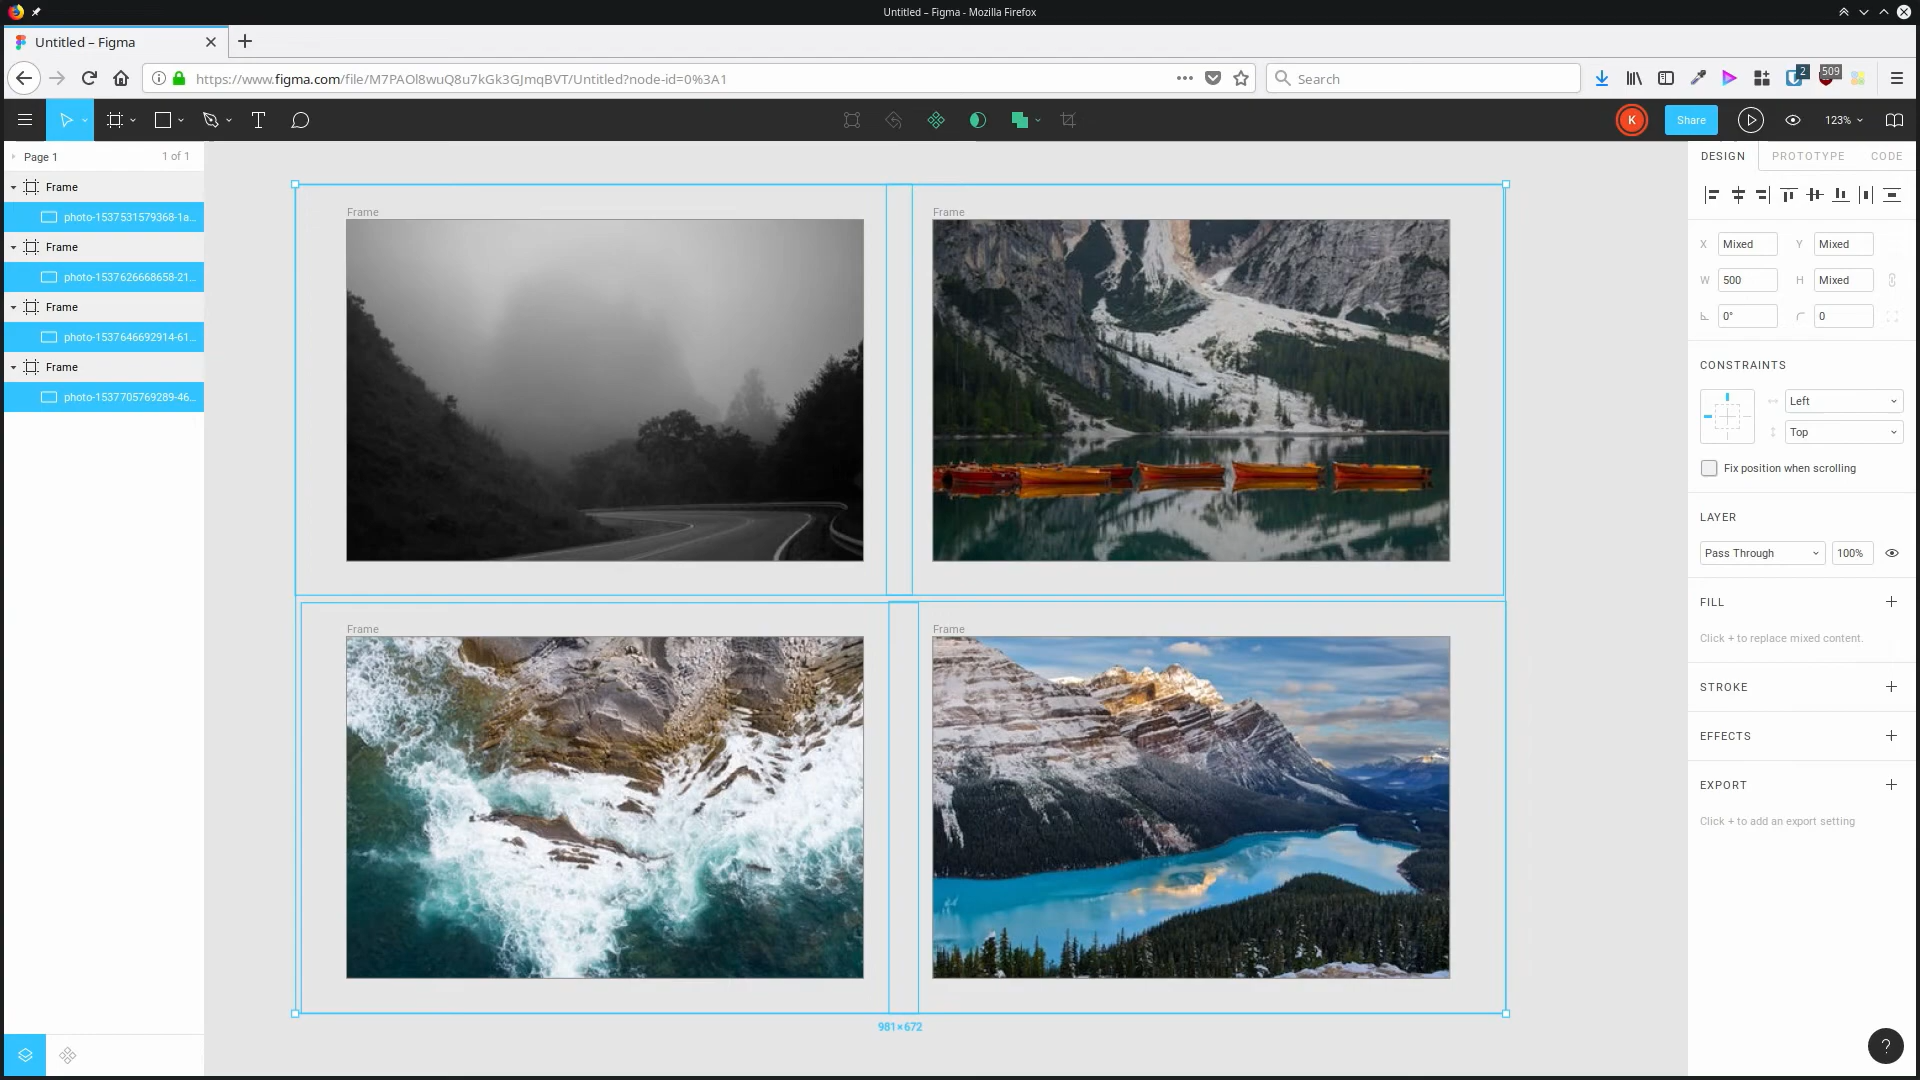 Untitled – Figma - Mozilla Firefox
Untitled – Figma
https://www.figma.com/file/M7PAOl8wuQ8u7kGk3GJmqBVT/Untitled?node-id=0%3A1
Search
2
509
K
Share
123%
Page 1
1 of 1
Frame
photo-1537531579368-1a...
Frame
photo-1537626668658-21...
Frame
photo-1537646692914-61...
Frame
photo-1537705769289-46...
Frame
Frame
Frame
Frame
981×672
DESIGN
PROTOTYPE
CODE
X
Mixed
Y
Mixed
W
500
H
Mixed
0°
0
CONSTRAINTS
Left
Top
Fix position when scrolling
LAYER
Pass Through
100%
FILL
Click + to replace mixed content.
STROKE
EFFECTS
EXPORT
Click + to add an export setting
?